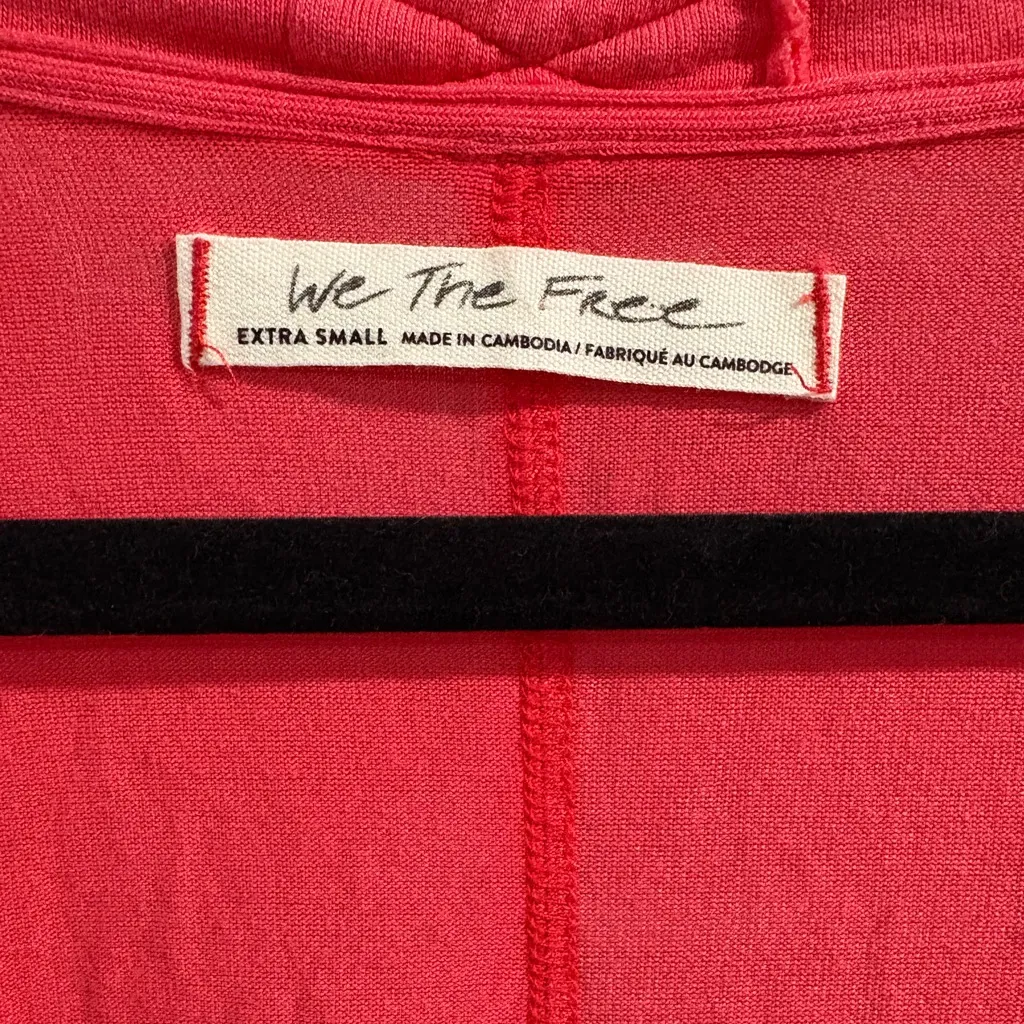 We The Free
EXTRA SMALL MADE IN CAMBODIA / FABRIQUÉ AU CAMBODGE